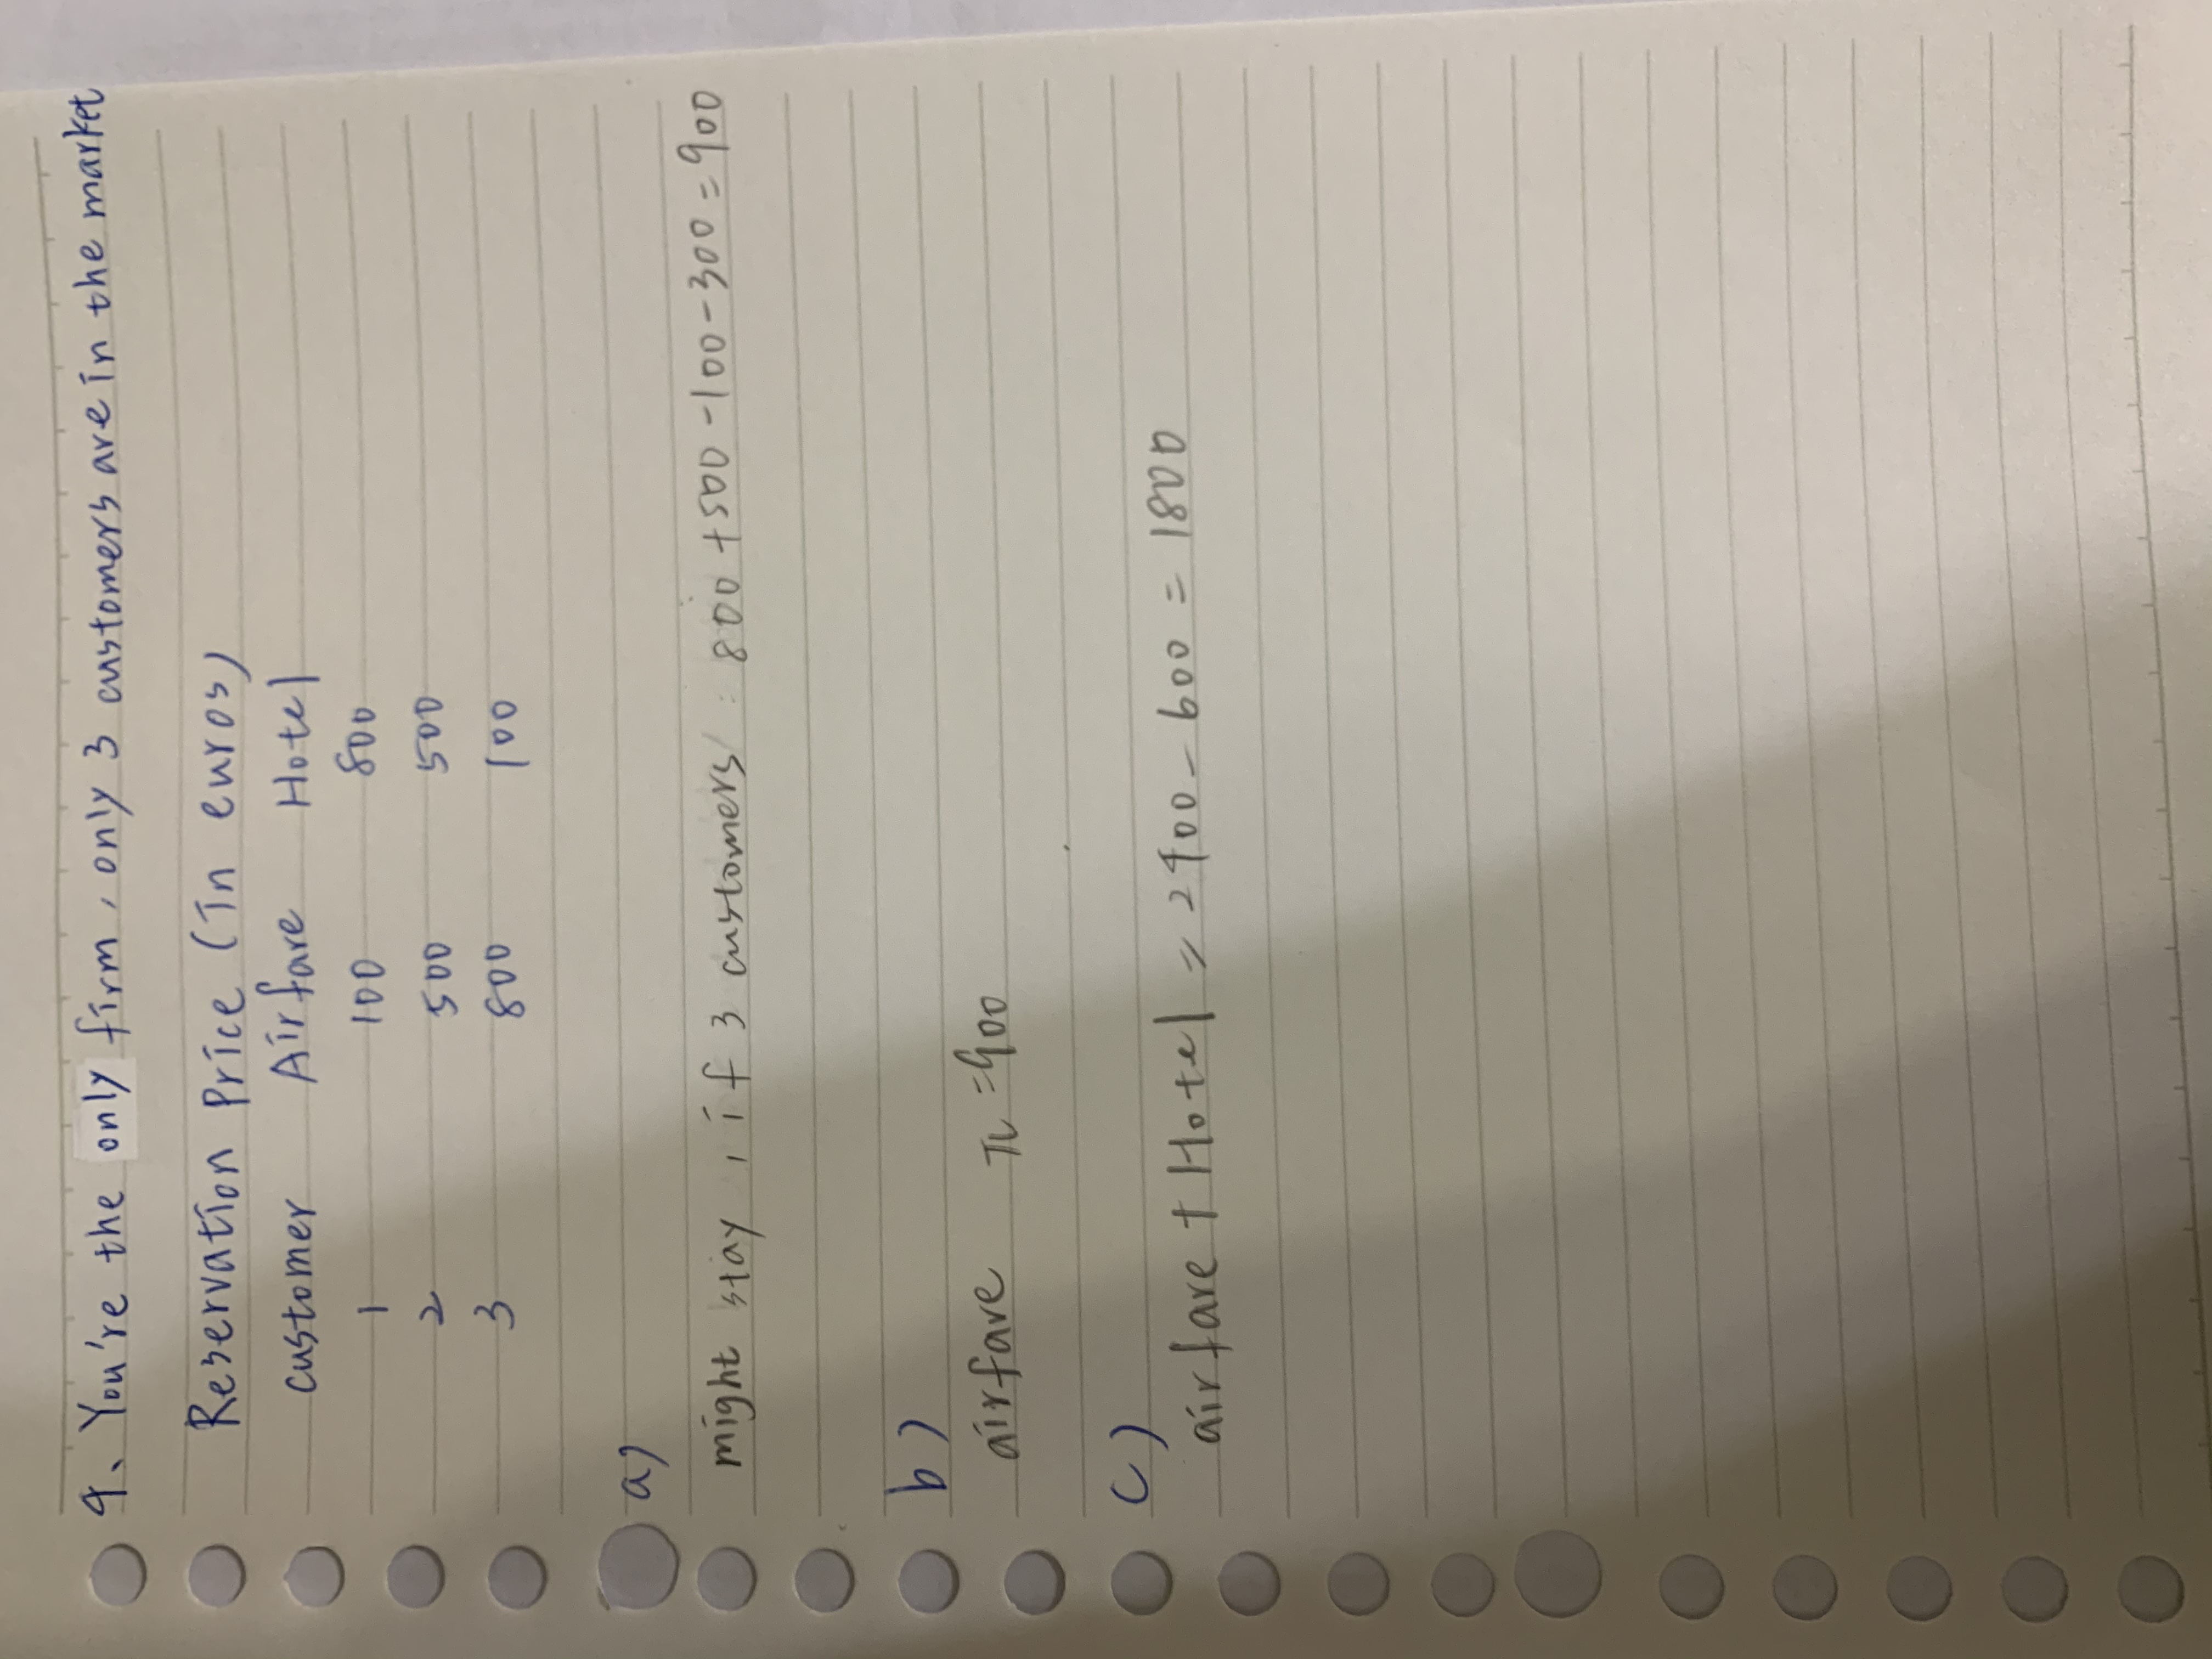 4、You're the only firm, only 3 customers are in the market
Reservation Price (in euros)
customer Airfare Hotel
1 100 800
2 500 500
3 800 100
a)
might stay, if 3 customers: 800+500-100-300=900
b)
airfare π=900
c)
airfare + Hotel = 2400-600 = 1800